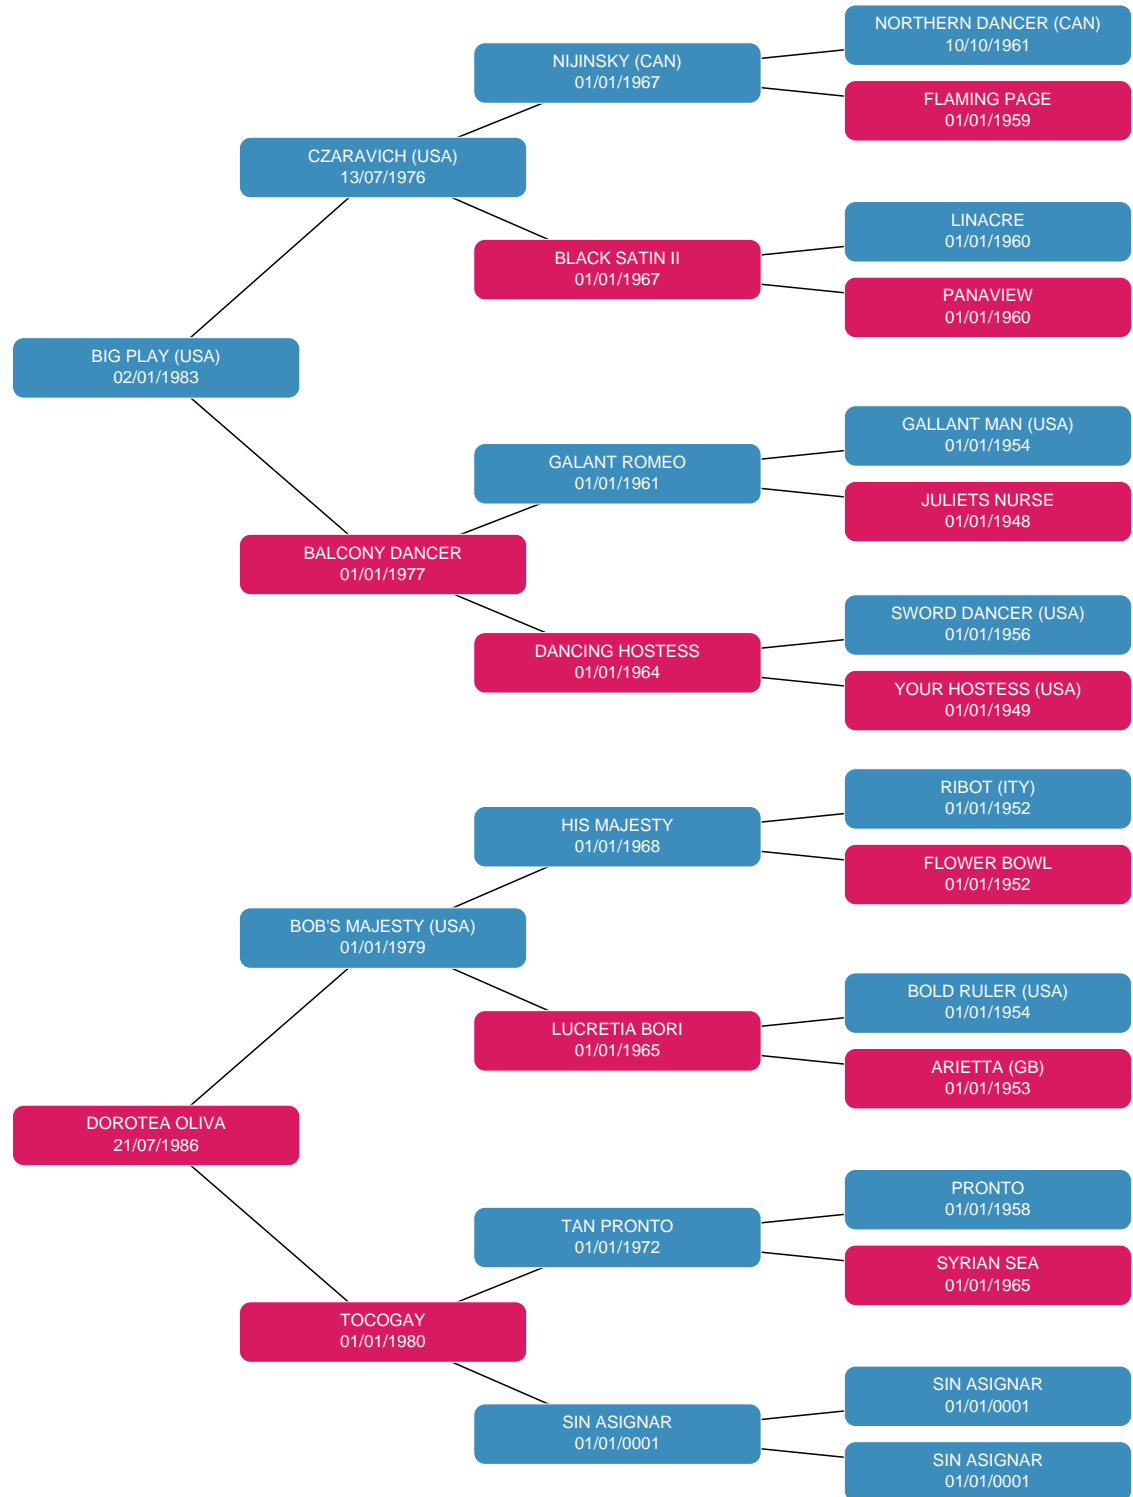 NORTHERN DANCER (CAN)
10/10/1961
NIJINSKY (CAN)
01/01/1967
FLAMING PAGE
01/01/1959
CZARAVICH (USA)
13/07/1976
LINACRE
01/01/1960
BLACK SATIN II
01/01/1967
PANAVIEW
01/01/1960
BIG PLAY (USA)
02/01/1983
GALLANT MAN (USA)
01/01/1954
GALANT ROMEO
01/01/1961
JULIETS NURSE
01/01/1948
BALCONY DANCER
01/01/1977
SWORD DANCER (USA)
01/01/1956
DANCING HOSTESS
01/01/1964
YOUR HOSTESS (USA)
01/01/1949
RIBOT (ITY)
01/01/1952
HIS MAJESTY
01/01/1968
FLOWER BOWL
01/01/1952
BOB'S MAJESTY (USA)
01/01/1979
BOLD RULER (USA)
01/01/1954
LUCRETIA BORI
01/01/1965
ARIETTA (GB)
01/01/1953
DOROTEA OLIVA
21/07/1986
PRONTO
01/01/1958
TAN PRONTO
01/01/1972
SYRIAN SEA
01/01/1965
TOCOGAY
01/01/1980
SIN ASIGNAR
01/01/0001
SIN ASIGNAR
01/01/0001
SIN ASIGNAR
01/01/0001